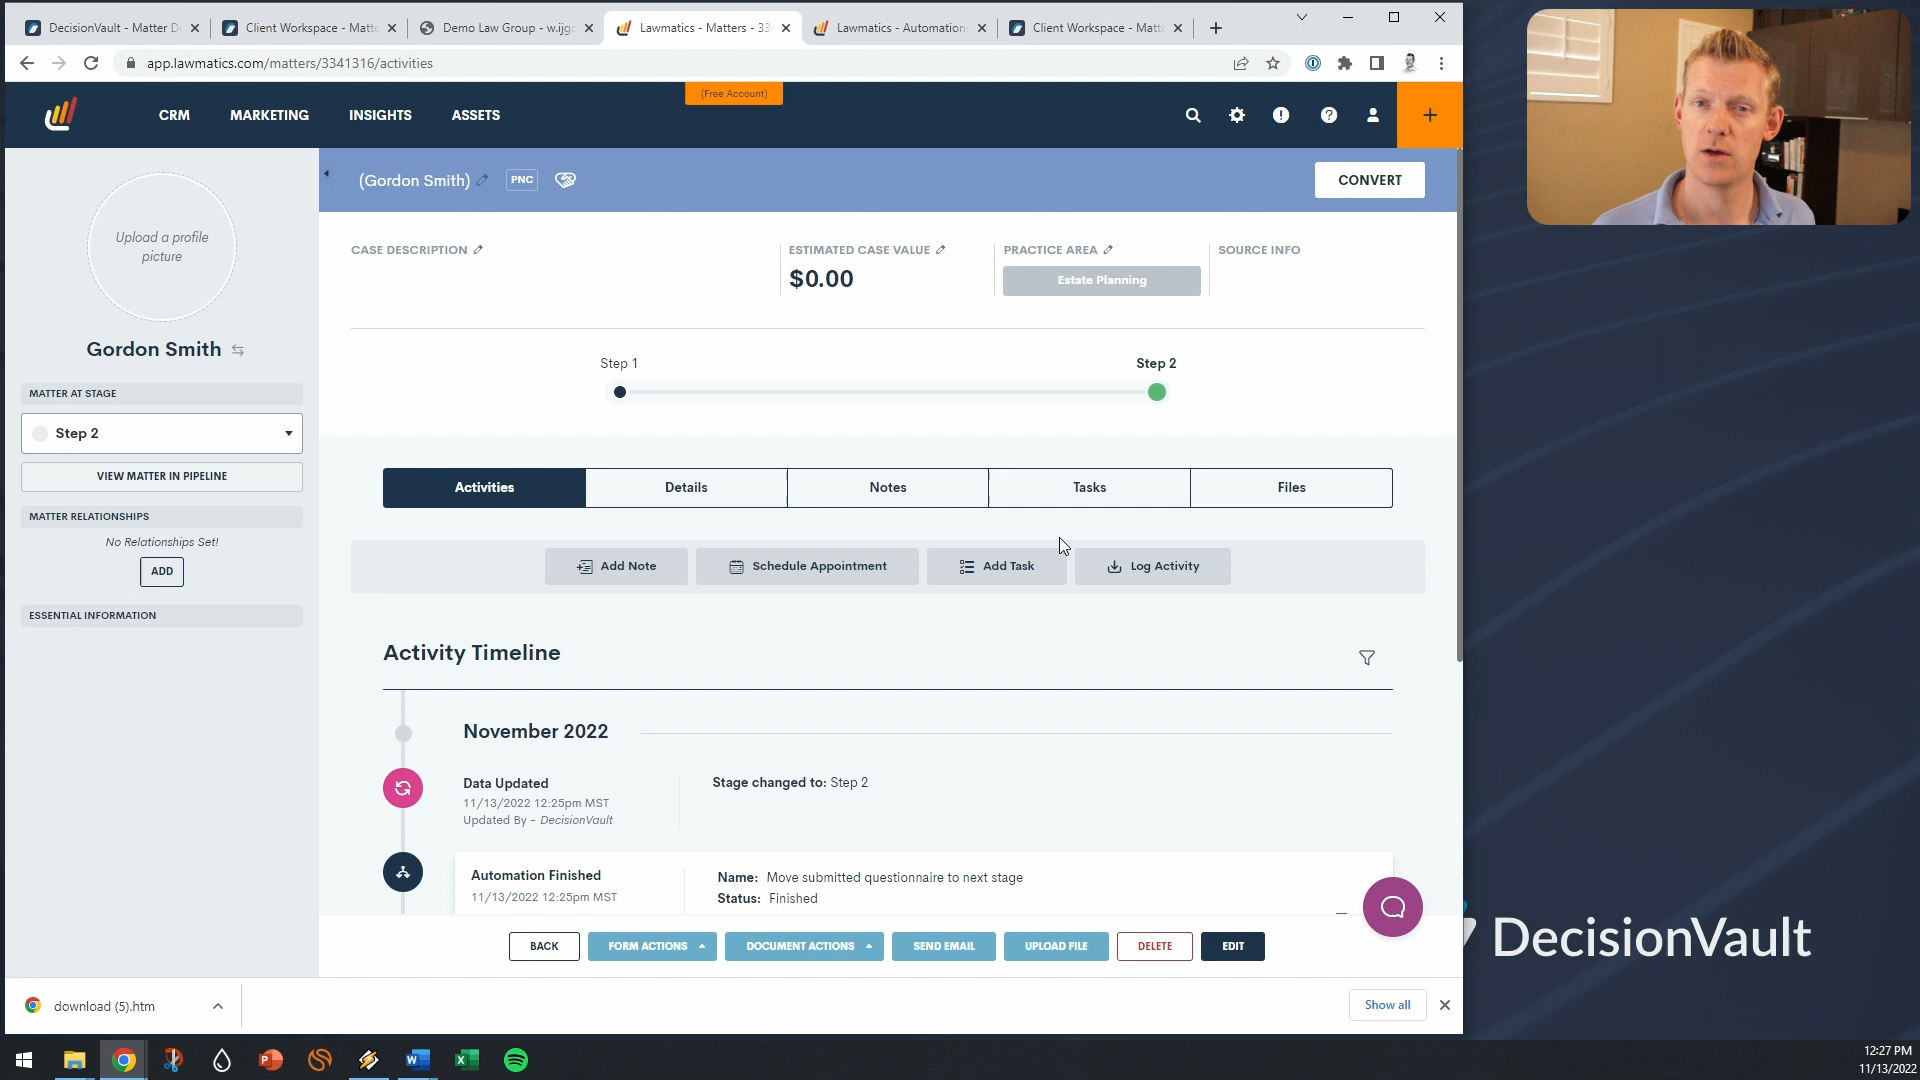 DecisionVault - Matter D
Client Workspace - Matte
Demo Law Group - w.ijgc
Lawmatics - Matters - 33
Lawmatics - Automation
Client Workspace - Matte
app.lawmatics.com/matters/3341316/activities
(Free Account)
CRM
MARKETING
INSIGHTS
ASSETS
(Gordon Smith)
PNC
CONVERT
Upload a profile
picture
Gordon Smith
MATTER AT STAGE
Step 2
VIEW MATTER IN PIPELINE
MATTER RELATIONSHIPS
No Relationships Set!
ADD
ESSENTIAL INFORMATION
CASE DESCRIPTION
ESTIMATED CASE VALUE
$0.00
PRACTICE AREA
Estate Planning
SOURCE INFO
Step 1
Step 2
Activities
Details
Notes
Tasks
Files
Add Note
Schedule Appointment
Add Task
Log Activity
Activity Timeline
November 2022
Data Updated
11/13/2022 12:25pm MST
Updated By - DecisionVault
Stage changed to: Step 2
Automation Finished
11/13/2022 12:25pm MST
Name: Move submitted questionnaire to next stage
Status: Finished
BACK
FORM ACTIONS
DOCUMENT ACTIONS
SEND EMAIL
UPLOAD FILE
DELETE
EDIT
DecisionVault
download (5).htm
Show all
12:27 PM
11/13/2022